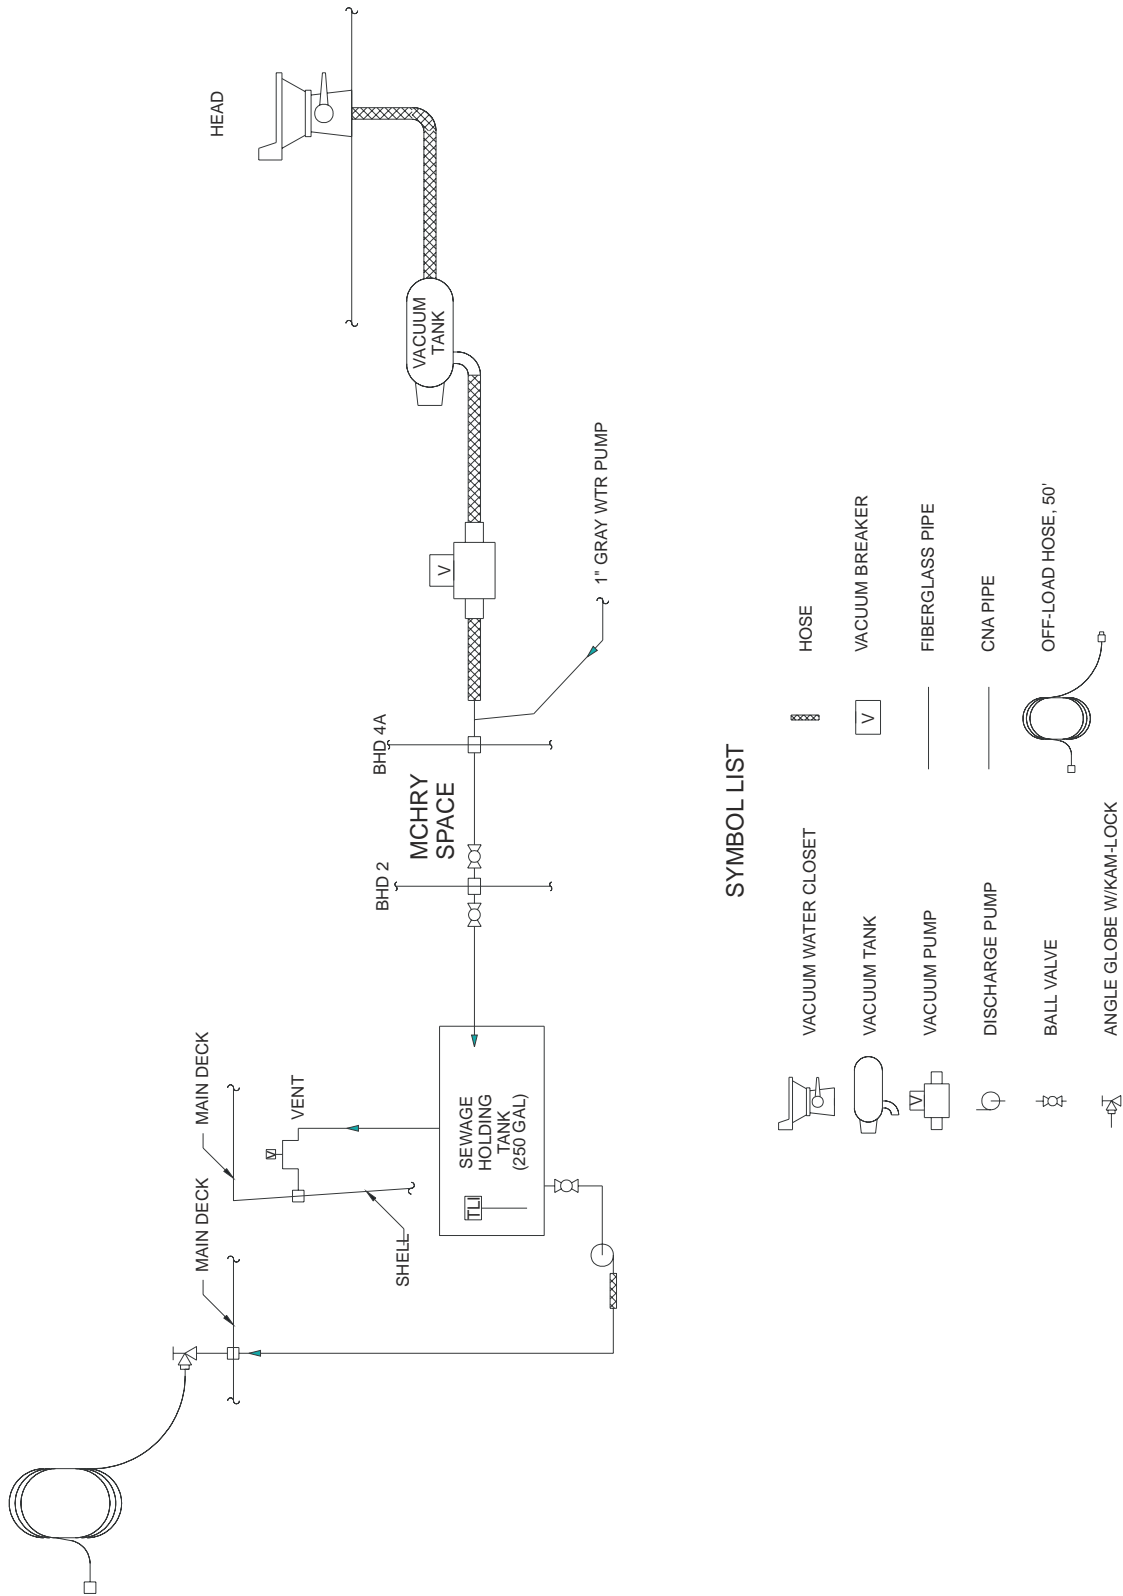 HEAD
VACUUM
TANK
V
1" GRAY WTR PUMP
BHD 4A
MCHRY
SPACE
BHD 2
MAIN DECK
VENT
V
SEWAGE
HOLDING
TANK
(250 GAL)
TLI
SHELL
MAIN DECK
SYMBOL LIST
VACUUM WATER CLOSET
VACUUM TANK
V
VACUUM PUMP
DISCHARGE PUMP
BALL VALVE
ANGLE GLOBE W/KAM-LOCK
HOSE
V
VACUUM BREAKER
FIBERGLASS PIPE
CNA PIPE
OFF-LOAD HOSE, 50'